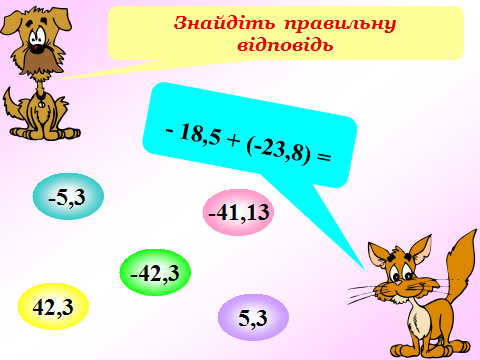 Знайдіть правильну
відповідь
- 18,5 + (-23,8) =
-5,3
-41,13
-42,3
42,3
5,3